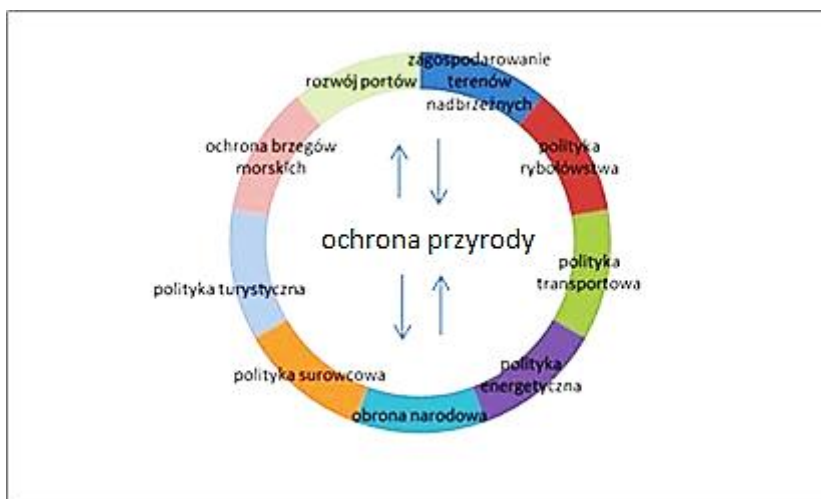 zagospodarowanie
terenów
nadbrzeżnych
polityka
rybołówstwa
polityka
transportowa
polityka
energetyczna
obrona narodowa
polityka surowcowa
polityka turystyczna
ochrona brzegów
morskich
rozwój portów
ochrona przyrody